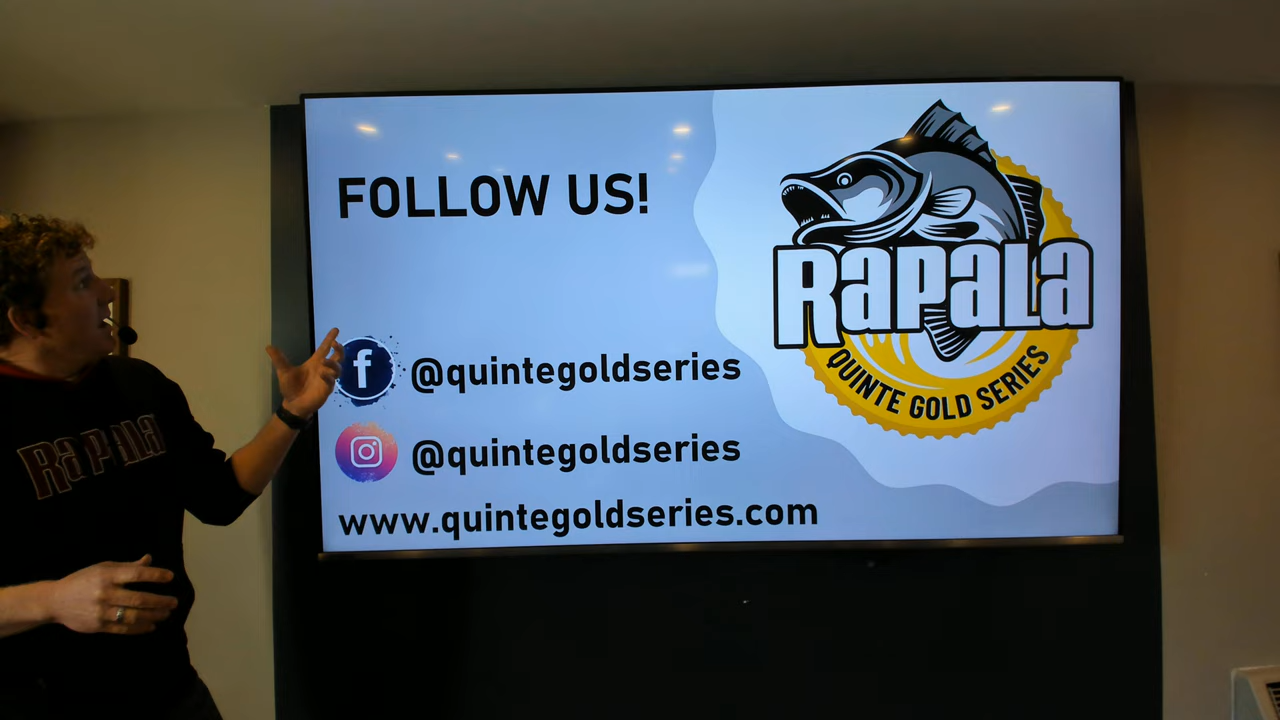 FOLLOW US!
@quintegoldseries
@quintegoldseries
www.quintegoldseries.com
RAPALA
QUINTE GOLD SERIES
RAPALA